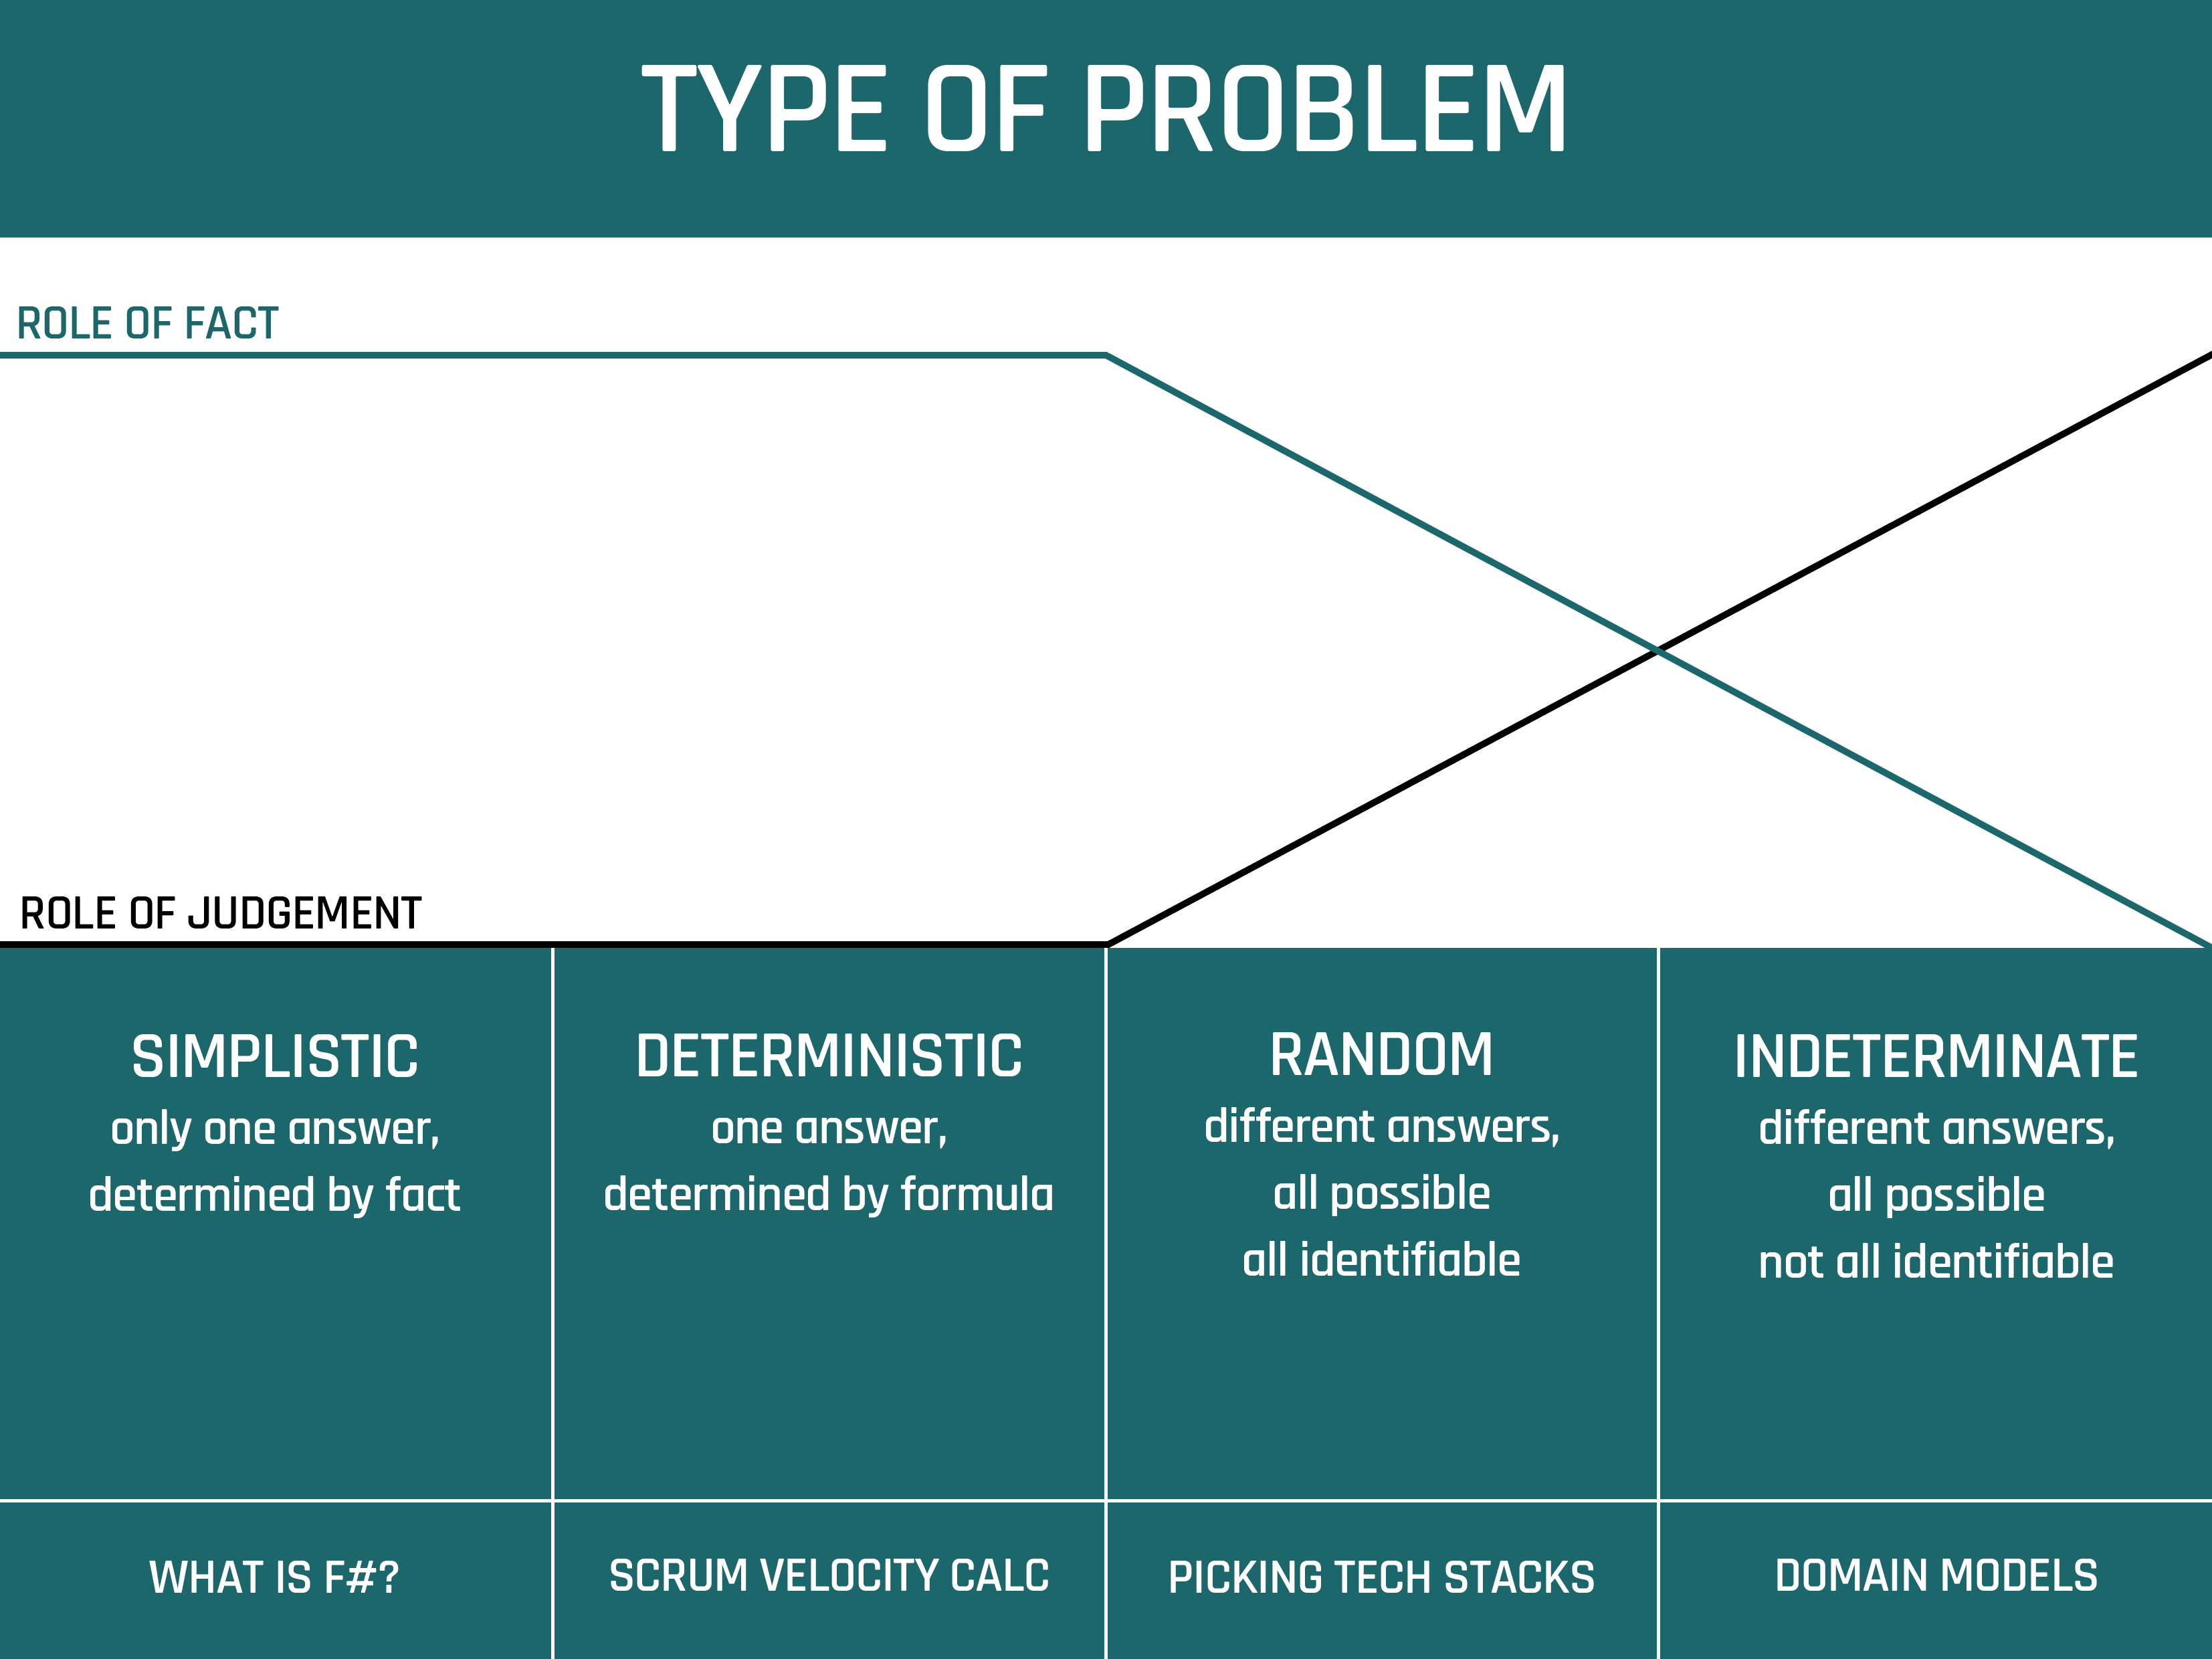 TYPE OF PROBLEM
ROLE OF FACT
ROLE OF JUDGEMENT
SIMPLISTIC
only one answer,
determined by fact
DETERMINISTIC
one answer,
determined by formula
RANDOM
different answers,
all possible
all identifiable
INDETERMINATE
different answers,
all possible
not all identifiable
WHAT IS F#?
SCRUM VELOCITY CALC
PICKING TECH STACKS
DOMAIN MODELS